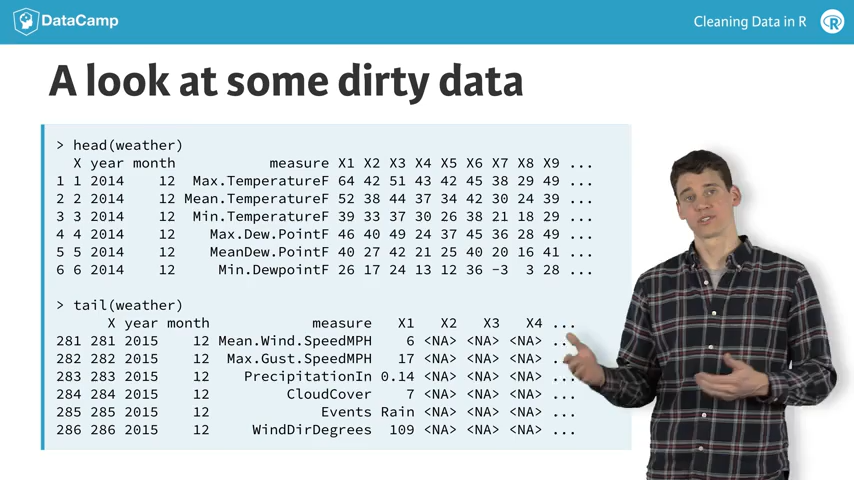 DataCamp
Cleaning Data in R
R
A look at some dirty data
> head(weather)
X year month measure X1 X2 X3 X4 X5 X6 X7 X8 X9 ...
1 1 2014 12 Max.TemperatureF 64 42 51 43 42 45 38 29 49 ...
2 2 2014 12 Mean.TemperatureF 52 38 44 37 34 42 30 24 39 ...
3 3 2014 12 Min.TemperatureF 39 33 37 30 26 38 21 18 29 ...
4 4 2014 12 Max.Dew.PointF 46 40 49 24 37 45 36 28 49 ...
5 5 2014 12 MeanDew.PointF 40 27 42 21 25 40 20 16 41 ...
6 6 2014 12 Min.DewpointF 26 17 24 13 12 36 -3 3 28 ...
> tail(weather)
X year month measure X1 X2 X3 X4 ...
281 281 2015 12 Mean.Wind.SpeedMPH 6 <NA> <NA> <NA> ...
282 282 2015 12 Max.Gust.SpeedMPH 17 <NA> <NA> <NA> ...
283 283 2015 12 PrecipitationIn 0.14 <NA> <NA> <NA> ...
284 284 2015 12 CloudCover 7 <NA> <NA> <NA> ...
285 285 2015 12 Events Rain <NA> <NA> <NA> ...
286 286 2015 12 WindDirDegrees 109 <NA> <NA> <NA> ...